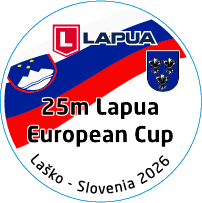 L LAPUA
25m Lapua
European Cup
Laško - Slovenia 2026